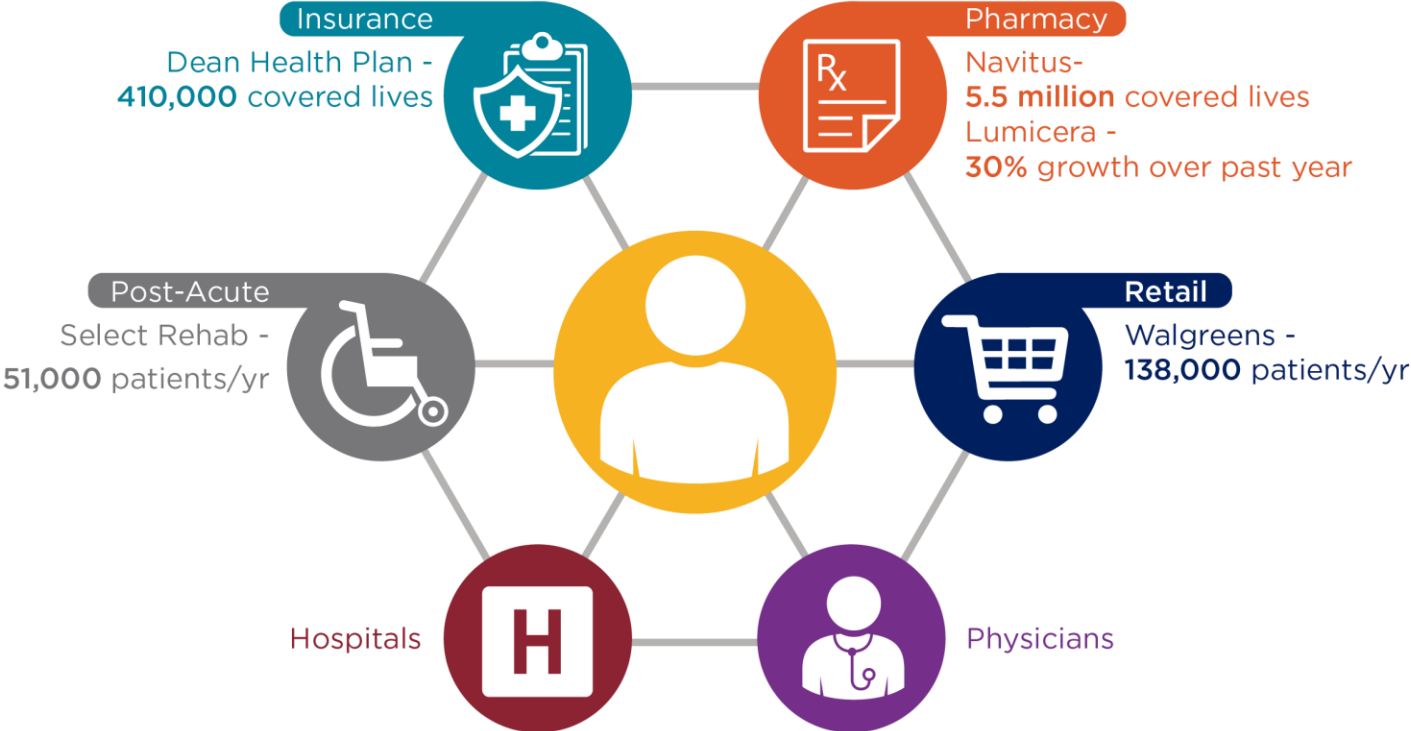 Insurance
Dean Health Plan -
410,000 covered lives
Pharmacy
Rx
Navitus-
5.5 million covered lives
Lumicera -
30% growth over past year
Post-Acute
Select Rehab -
51,000 patients/yr
Retail
Walgreens -
138,000 patients/yr
Hospitals
H
Physicians